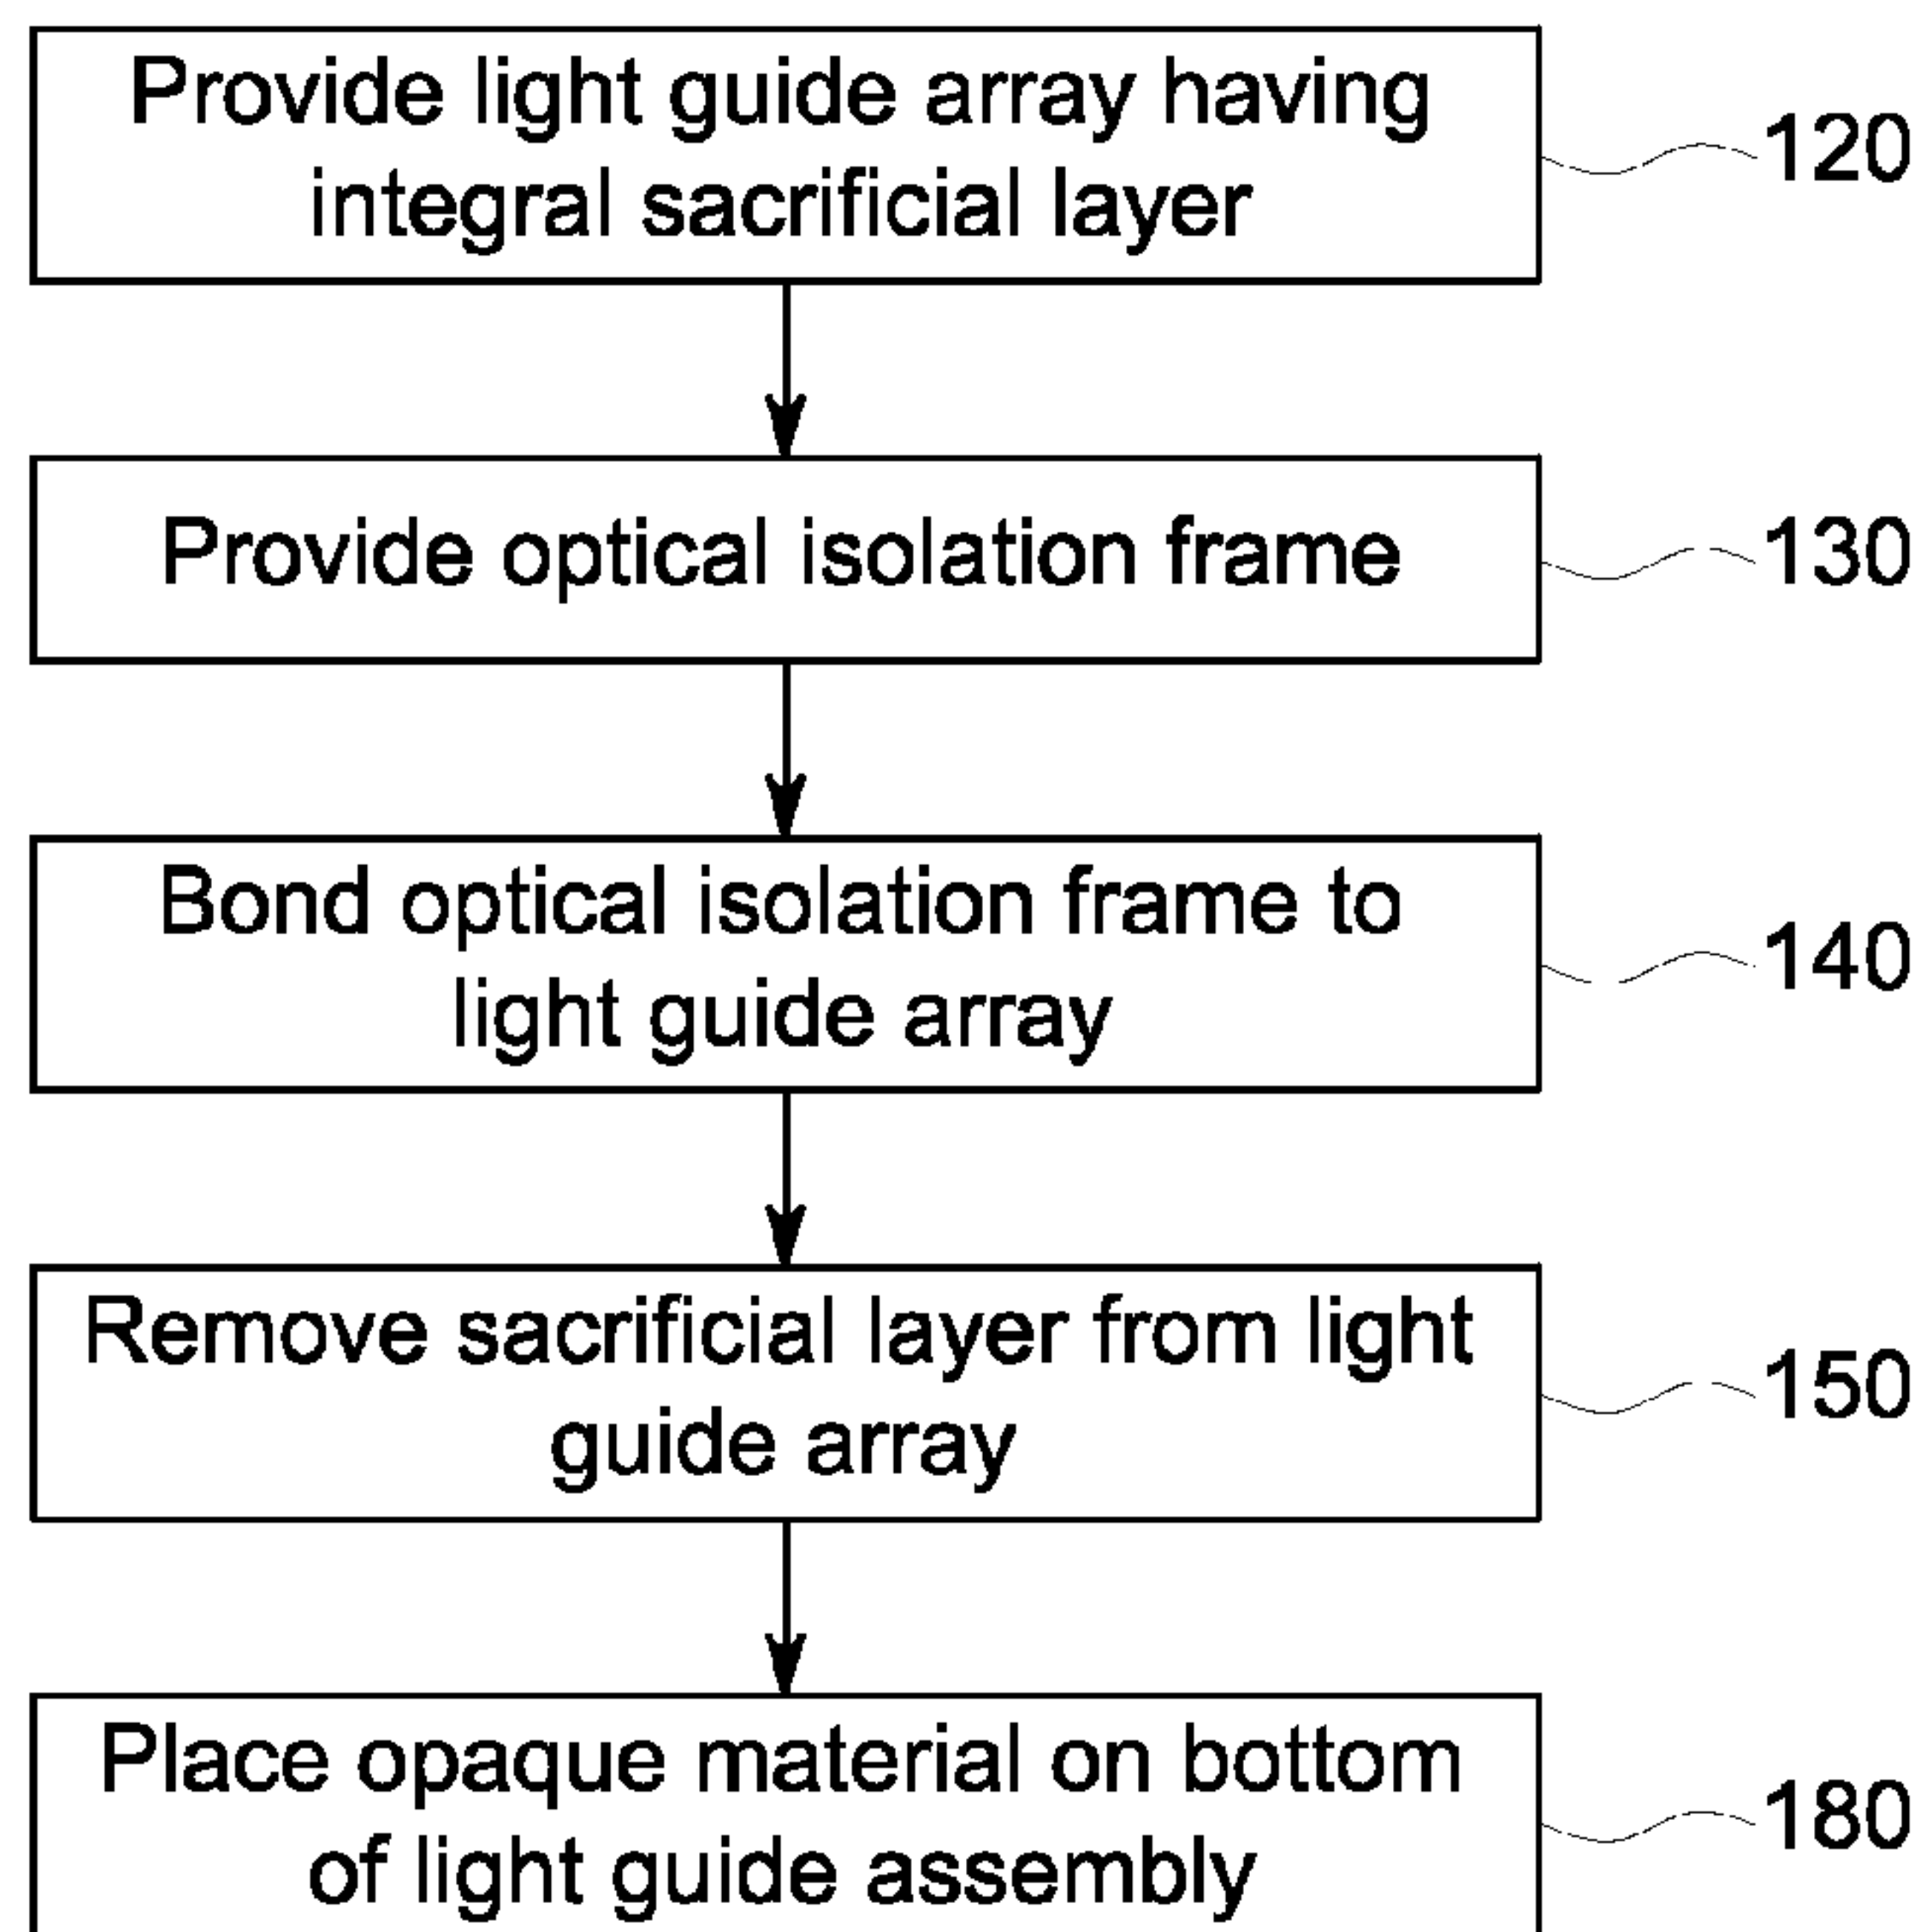 Provide light guide array having
integral sacrificial layer
120
Provide optical isolation frame
130
Bond optical isolation frame to
light guide array
140
Remove sacrificial layer from light
guide array
150
Place opaque material on bottom
of light guide assembly
180